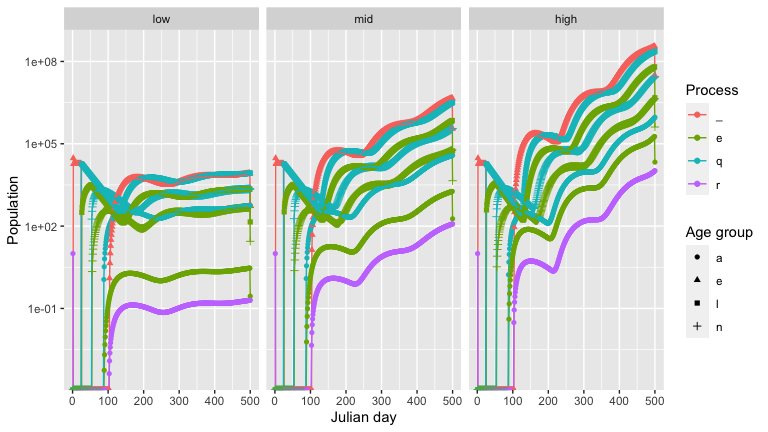 low mid high
Process
_
e
q
r
Age group
a
e
l
n
Population
1e+08
1e+05
1e+02
1e-01
0 100 200 300 400 500 0 100 200 300 400 500 0 100 200 300 400 500
Julian day